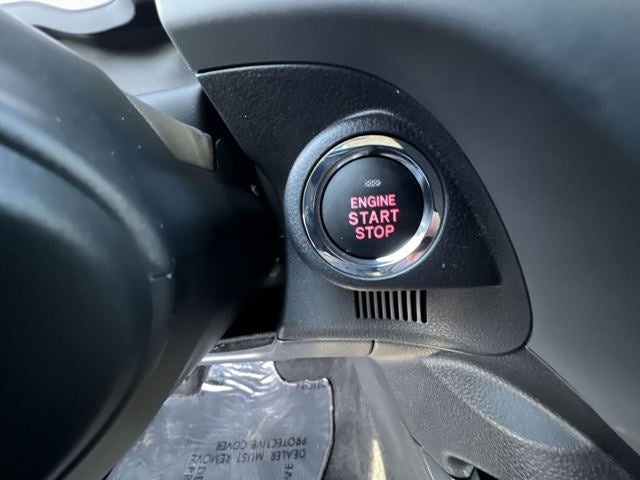 ENGINE
START
STOP
DEALER MUST REMOVE
PROTECTIVE COVER